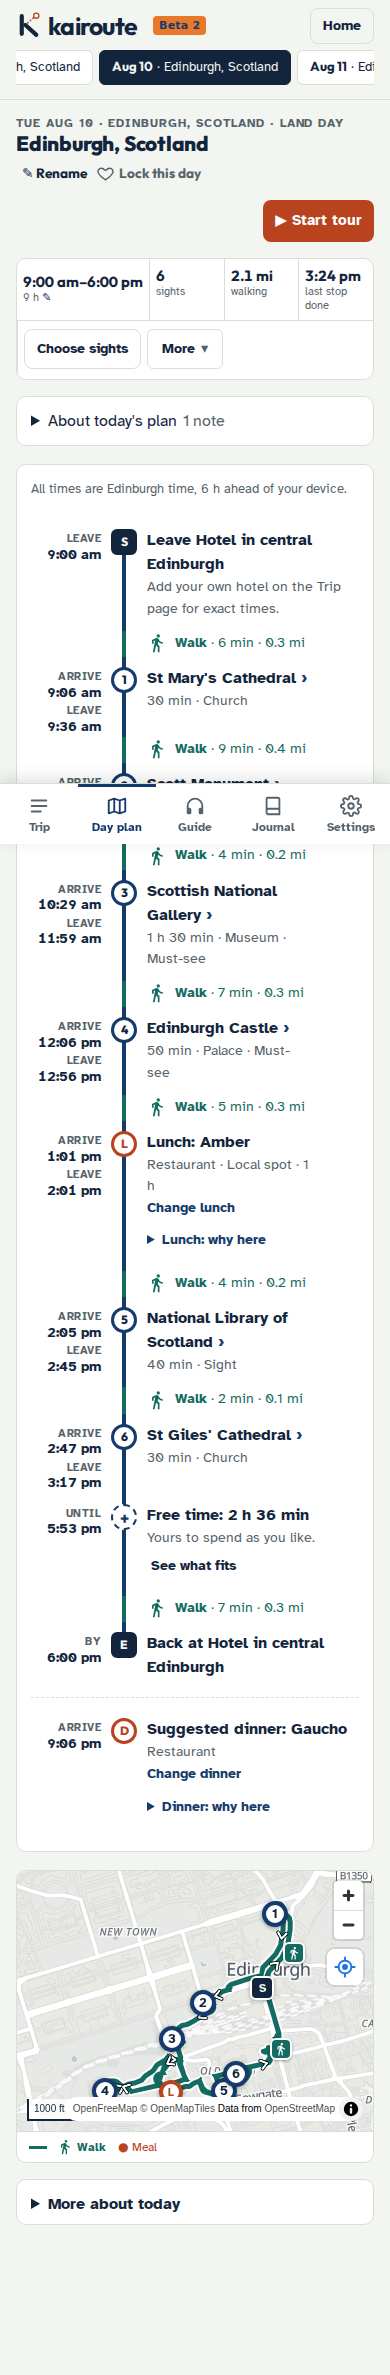 kairoute Beta 2 Home
h, Scotland Aug 10 · Edinburgh, Scotland Aug 11 · Edi
TUE AUG 10 · EDINBURGH, SCOTLAND · LAND DAY
Edinburgh, Scotland
✎ Rename Lock this day
▶ Start tour
9:00 am–6:00 pm 6 2.1 mi 3:24 pm
9 h ✎ sights walking last stop
done
Choose sights More ▼
▶ About today's plan 1 note
All times are Edinburgh time, 6 h ahead of your device.
LEAVE S Leave Hotel in central
9:00 am Edinburgh
Add your own hotel on the Trip
page for exact times.
Walk · 6 min · 0.3 mi
ARRIVE 1 St Mary's Cathedral ›
9:06 am 30 min · Church
LEAVE
9:36 am
Walk · 9 min · 0.4 mi
ARRIVE Scott Monument ›
Trip Day plan Guide Journal Settings
Walk · 4 min · 0.2 mi
ARRIVE 3 Scottish National
10:29 am Gallery ›
LEAVE 1 h 30 min · Museum ·
11:59 am Must-see
Walk · 7 min · 0.3 mi
ARRIVE 4 Edinburgh Castle ›
12:06 pm 50 min · Palace · Must-
LEAVE see
12:56 pm
Walk · 5 min · 0.3 mi
ARRIVE L Lunch: Amber
1:01 pm Restaurant · Local spot · 1
LEAVE h
2:01 pm Change lunch
▶ Lunch: why here
Walk · 4 min · 0.2 mi
ARRIVE 5 National Library of
2:05 pm Scotland ›
LEAVE 40 min · Sight
2:45 pm
Walk · 2 min · 0.1 mi
ARRIVE 6 St Giles' Cathedral ›
2:47 pm 30 min · Church
LEAVE
3:17 pm
UNTIL + Free time: 2 h 36 min
5:53 pm Yours to spend as you like.
See what fits
Walk · 7 min · 0.3 mi
BY E Back at Hotel in central
6:00 pm Edinburgh
ARRIVE D Suggested dinner: Gaucho
9:06 pm Restaurant
Change dinner
▶ Dinner: why here
B1350
+
1
NEW TOWN
−
Edinburgh
S
2
CA
3
OLD
6
4 L 5
1000 ft OpenFreeMap © OpenMapTiles Data from OpenStreetMap
Walk Meal
▶ More about today